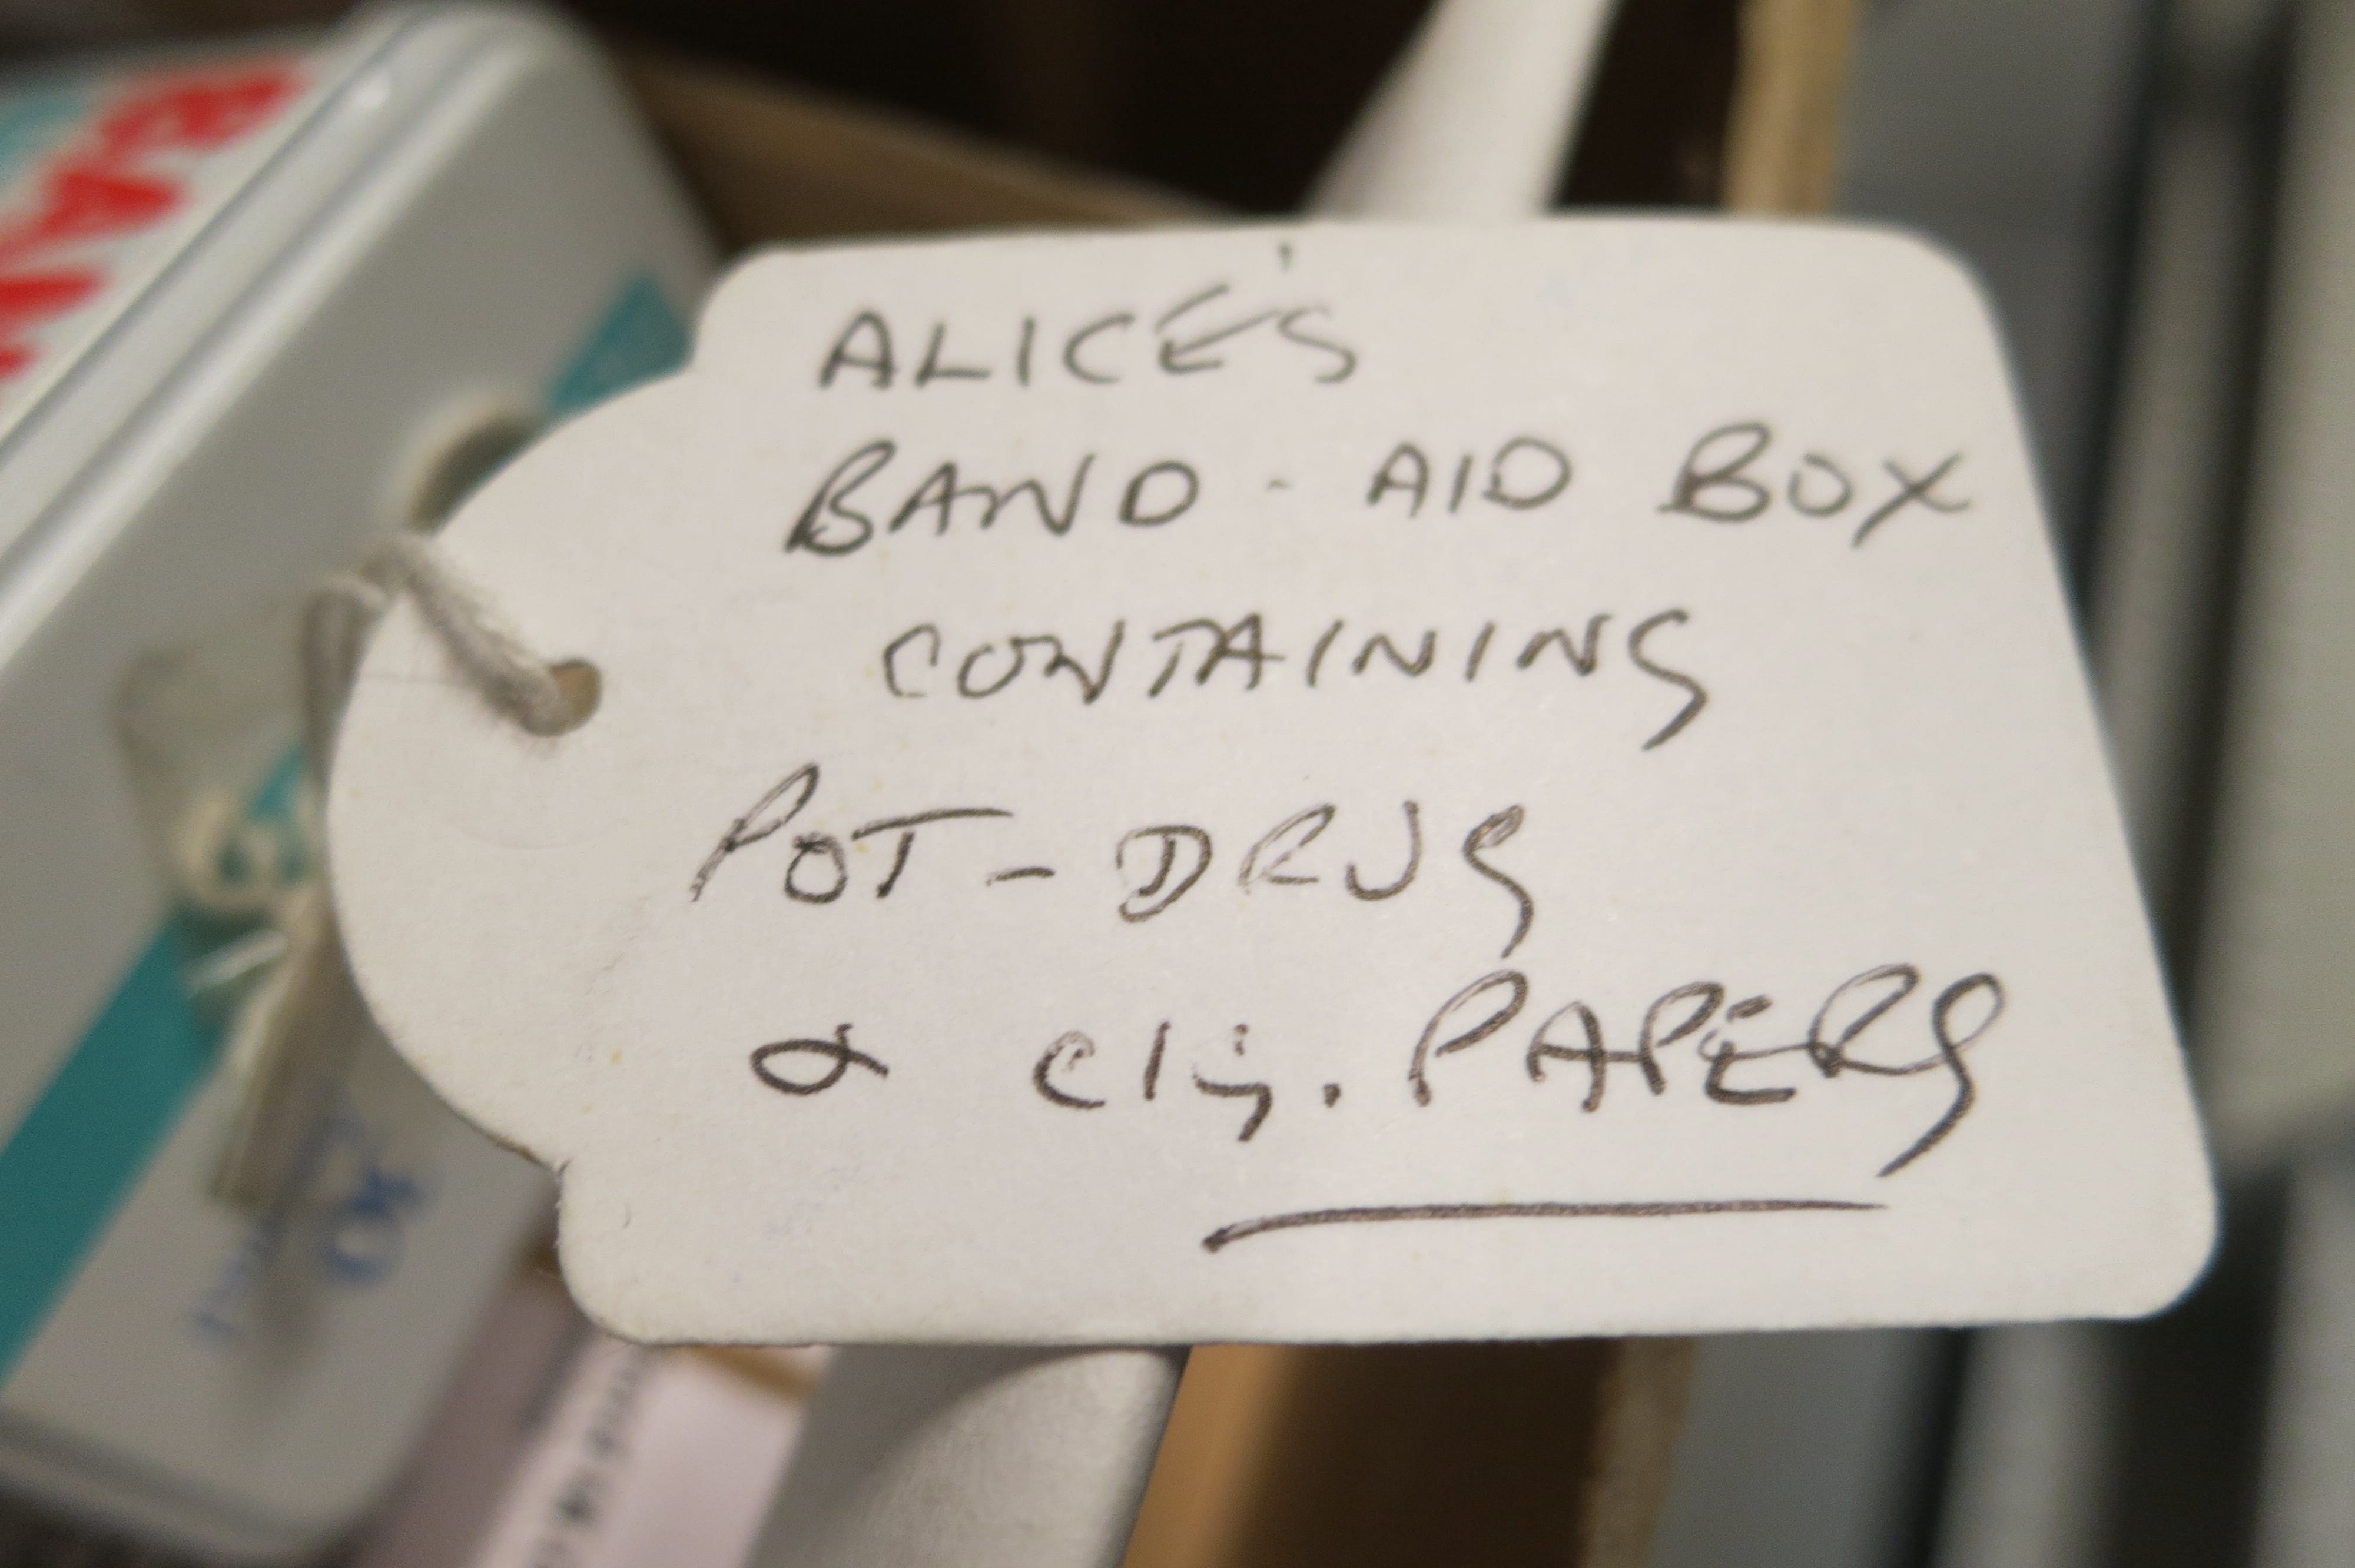 ALICE'S
BAND-AID BOX
CONTAINING
POT-DRUG
& cig. PAPERS